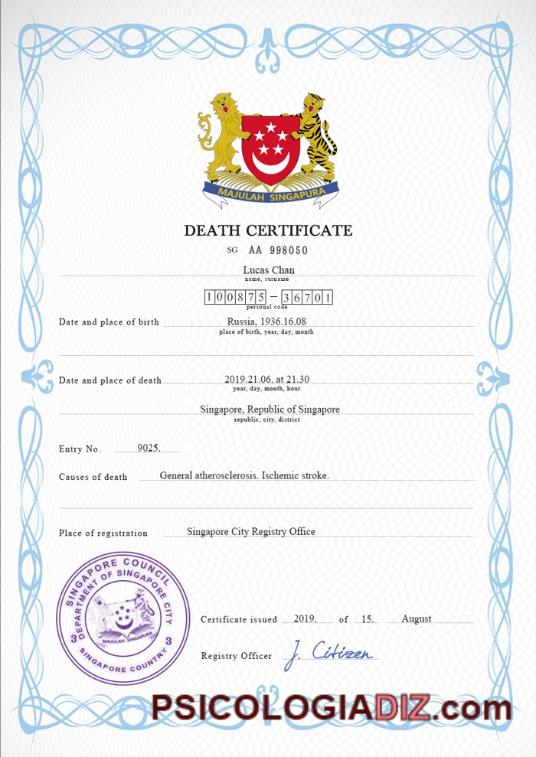 MAJULAH SINGAPURA
DEATH CERTIFICATE
SG AA 998050
Lucas Chan
name, surname
100875 – 36701
personal code
Date and place of birth Russia, 1936.16.08
place of birth, year, day, month
Date and place of death 2019.21.06. at 21.30
year, day, month, hour
Singapore, Republic of Singapore
republic, city, district
Entry No. 9025.
Causes of death General atherosclerosis. Ischemic stroke.
Place of registration Singapore City Registry Office
SINGAPORE COUNCIL
DEPARTMENT OF SINGAPORE CITY
MAJULAH SINGAPURA
3 3
SINGAPORE COUNTRY
Certificate issued 2019. of 15. August
Registry Officer J. Citizen
PSICOLOGIADIZ.com